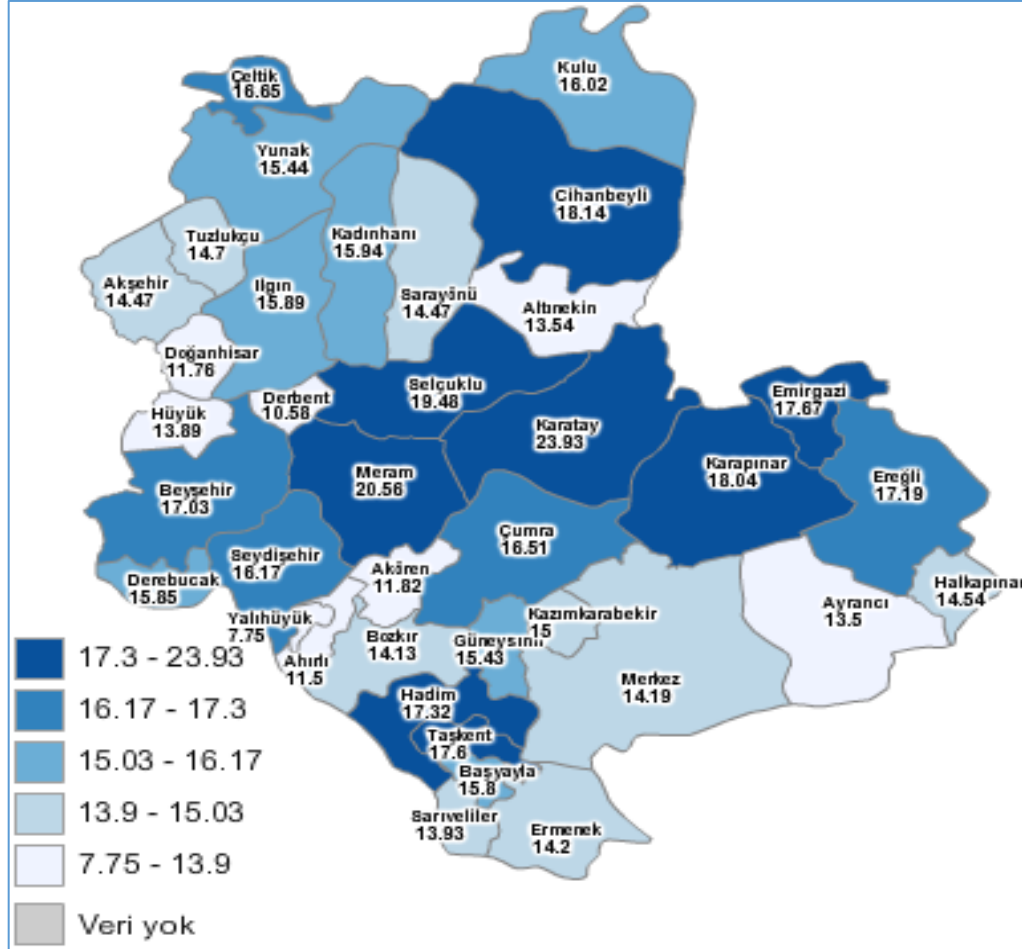 Çeltik
16.65
Kulu
16.02
Yunak
15.44
Cihanbeyli
18.14
Tuzlukçu
14.7
Kadınhanı
15.94
Akşehir
14.47
Ilgın
15.89
Sarayönü
14.47
Altınekin
13.54
Doğanhisar
11.76
Derbent
10.58
Selçuklu
19.48
Emirgazi
17.67
Hüyük
13.89
Karatay
23.93
Meram
20.56
Karapınar
18.04
Ereğli
17.19
Beyşehir
17.03
Çumra
16.51
Seydişehir
16.17
Akören
11.82
Derebucak
15.85
Halkapınar
14.54
Yalıhüyük
7.75
Kazımkarabekir
15
Ayrancı
13.5
Bozkır
14.13
Güneysınır
15.43
Ahırlı
11.5
Merkez
14.19
Hadim
17.32
Taşkent
17.6
Başyayla
15.8
Sarıveliler
13.93
Ermenek
14.2
17.3 - 23.93
16.17 - 17.3
15.03 - 16.17
13.9 - 15.03
7.75 - 13.9
Veri yok